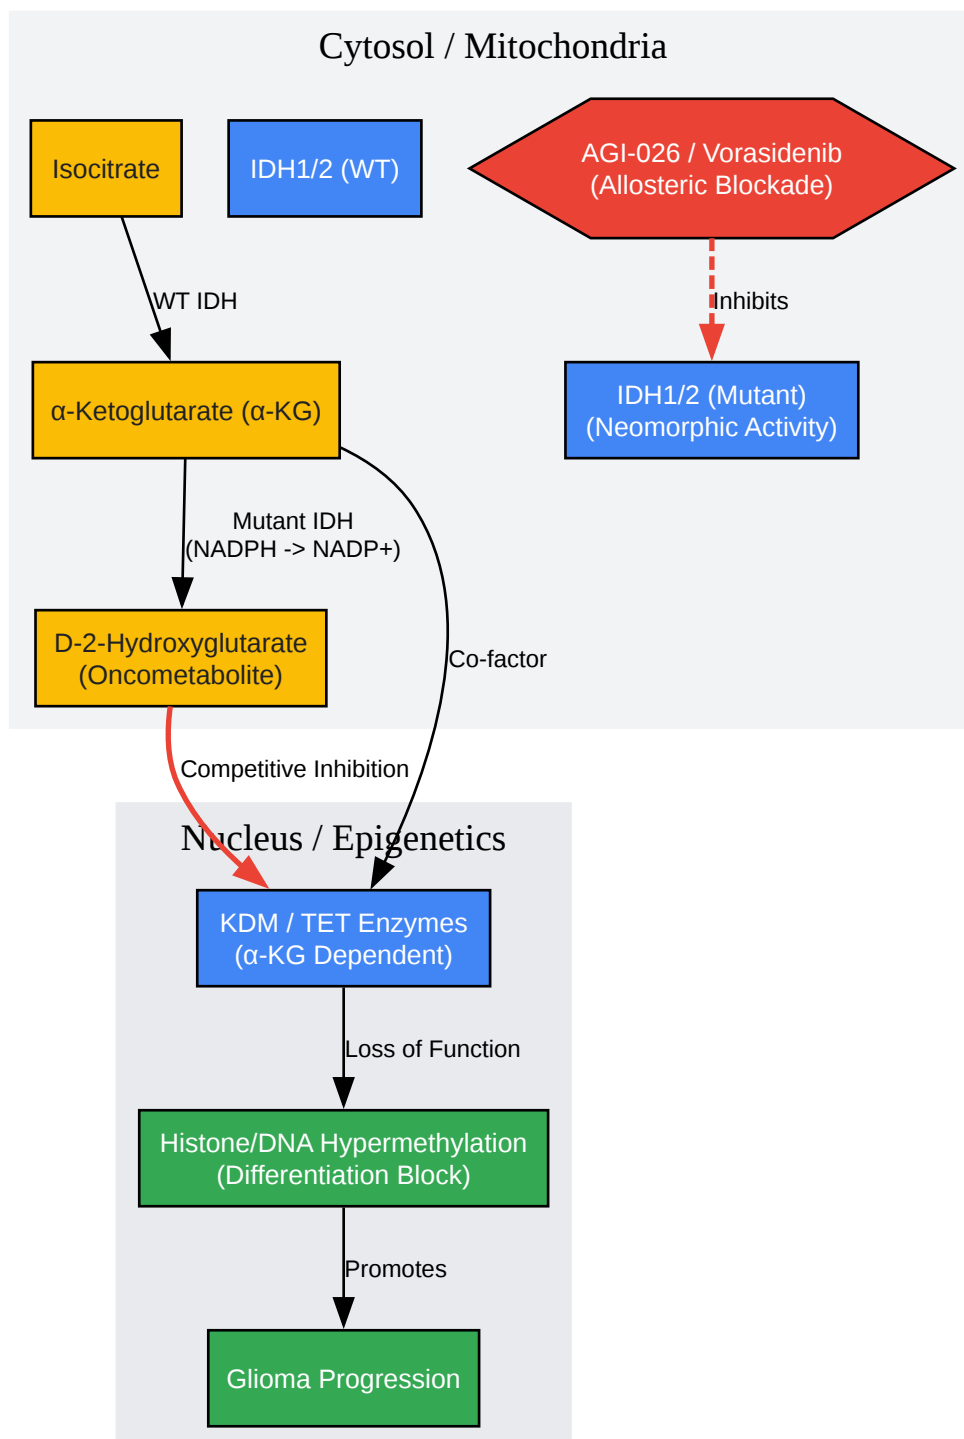 Cytosol / Mitochondria
Isocitrate
IDH1/2 (WT)
AGI-026 / Vorasidenib
(Allosteric Blockade)
WT IDH
Inhibits
α-Ketoglutarate (α-KG)
IDH1/2 (Mutant)
(Neomorphic Activity)
Mutant IDH
(NADPH -> NADP+)
D-2-Hydroxyglutarate
(Oncometabolite)
Co-factor
Competitive Inhibition
Nucleus / Epigenetics
KDM / TET Enzymes
(α-KG Dependent)
Loss of Function
Histone/DNA Hypermethylation
(Differentiation Block)
Promotes
Glioma Progression